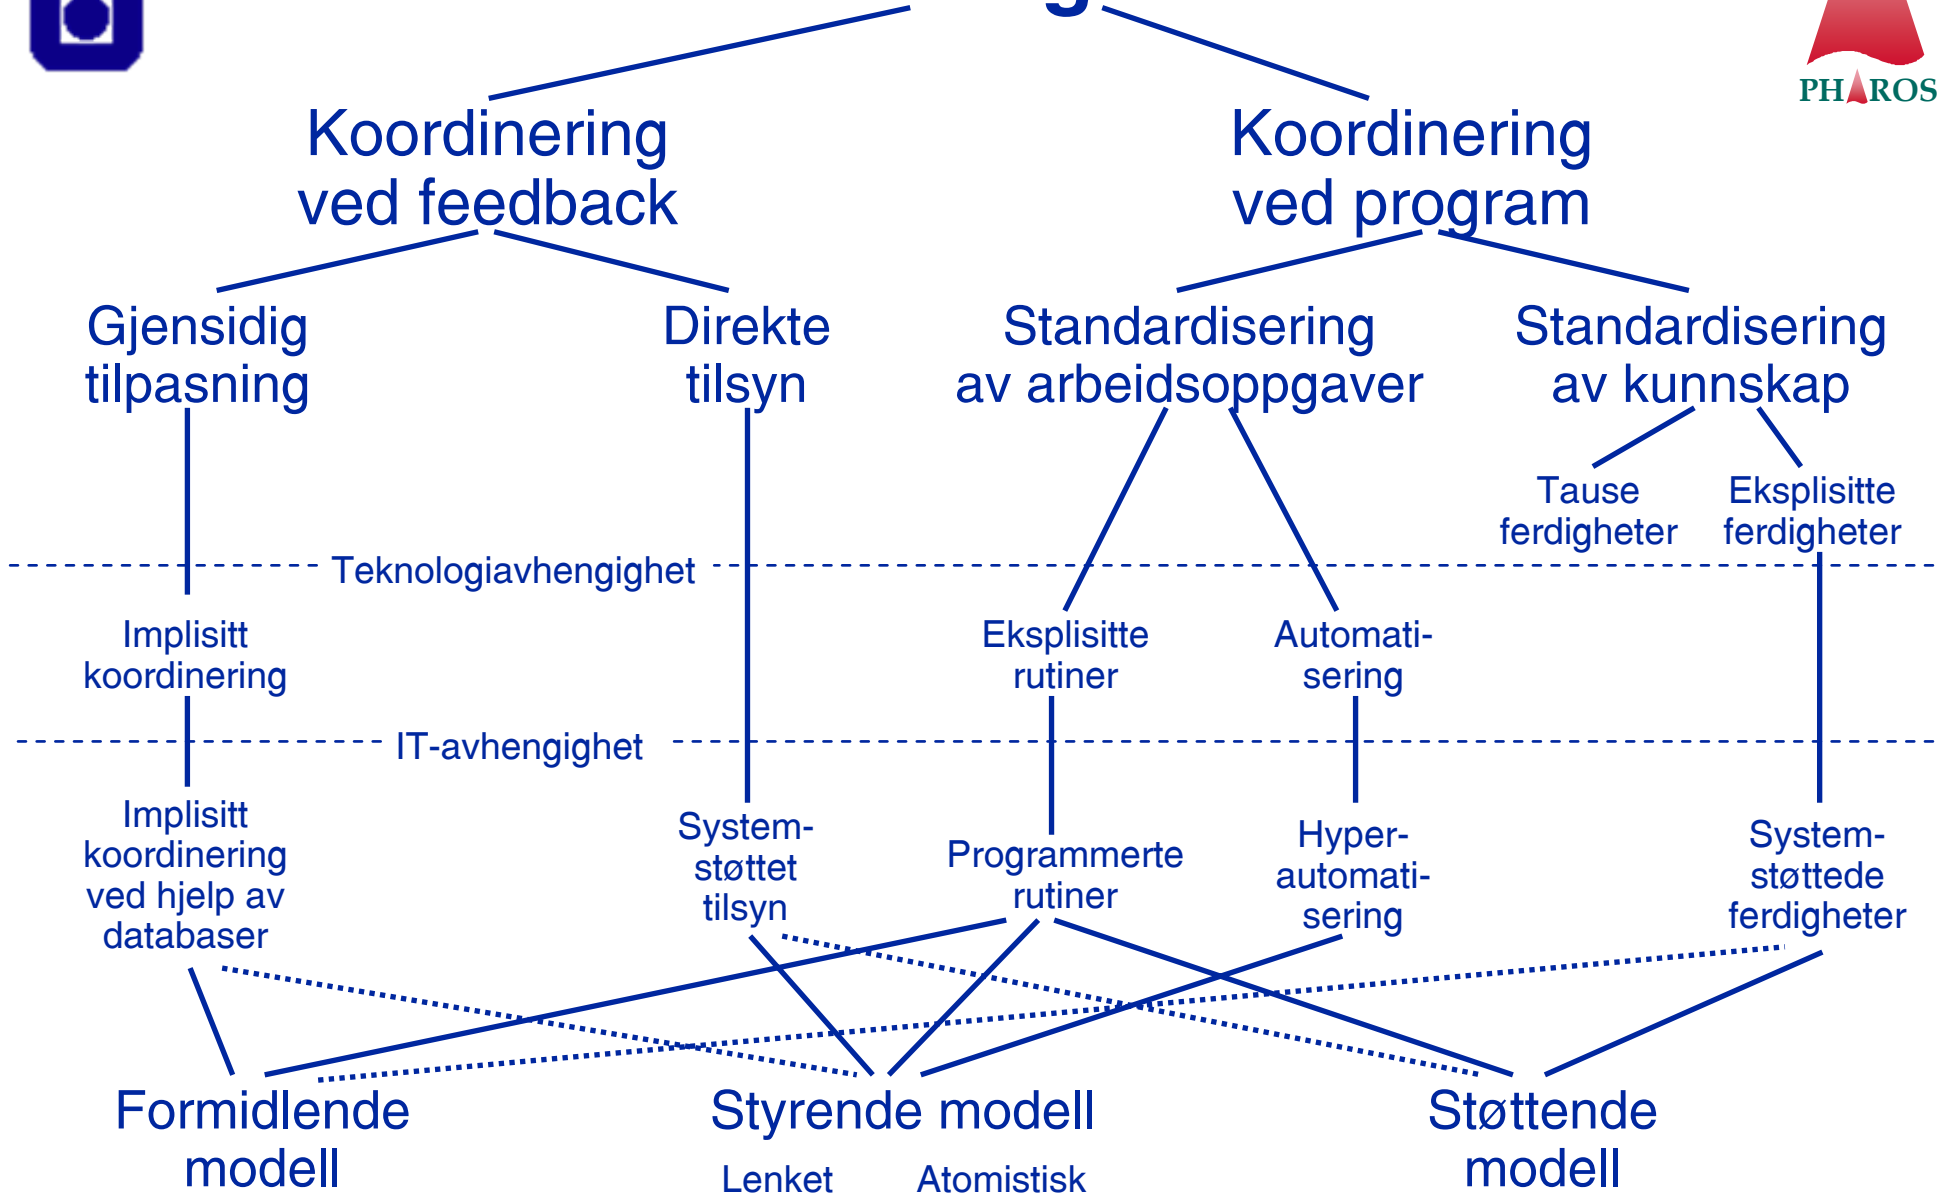 PHAROS
Koordinering
ved feedback
Koordinering
ved program
Gjensidig
tilpasning
Direkte
tilsyn
Standardisering
av arbeidsoppgaver
Standardisering
av kunnskap
Tause
ferdigheter
Eksplisitte
ferdigheter
Teknologiavhengighet
Implisitt
koordinering
Eksplisitte
rutiner
Automati-
sering
IT-avhengighet
Implisitt
koordinering
ved hjelp av
databaser
System-
støttet
tilsyn
Programmerte
rutiner
Hyper-
automati-
sering
System-
støttede
ferdigheter
Formidlende
modell
Styrende modell
Lenket
Atomistisk
Støttende
modell